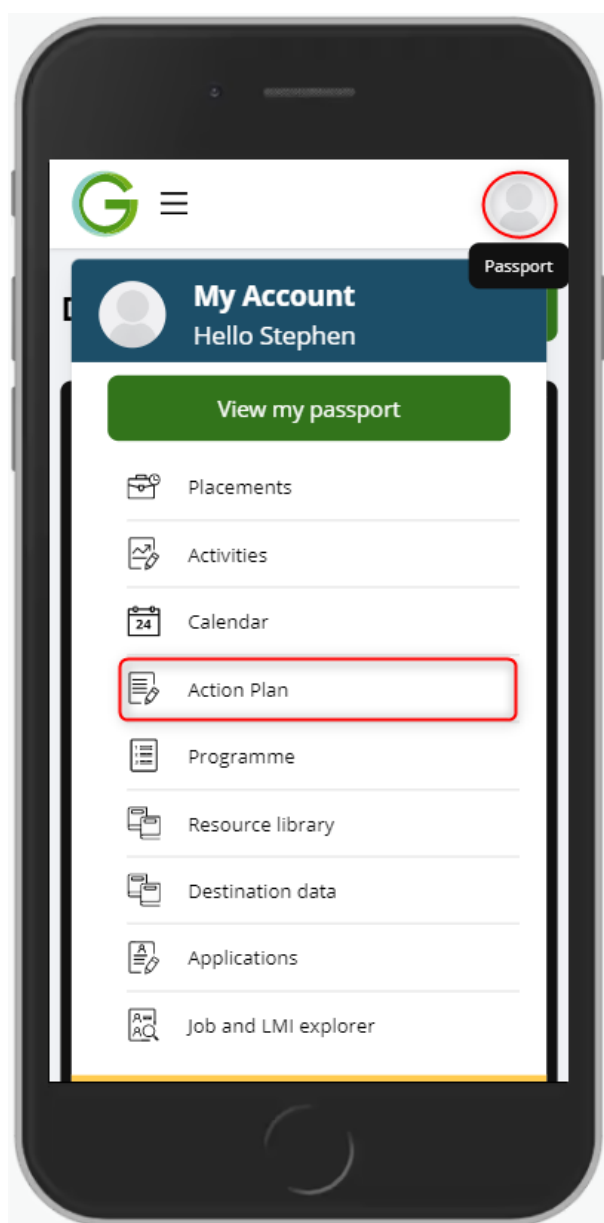 G
Passport
D
My Account
Hello Stephen
View my passport
Placements
Activities
24
Calendar
Action Plan
Programme
Resource library
Destination data
Applications
Job and LMI explorer